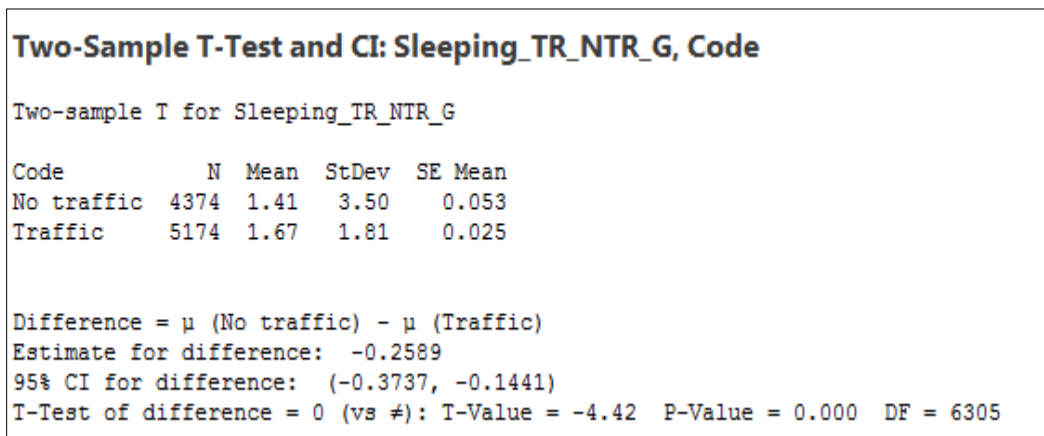 Two-Sample T-Test and CI: Sleeping_TR_NTR_G, Code
Two-sample T for Sleeping_TR_NTR_G
Code N Mean StDev SE Mean
No traffic 4374 1.41 3.50 0.053
Traffic 5174 1.67 1.81 0.025
Difference = μ (No traffic) - μ (Traffic)
Estimate for difference: -0.2589
95% CI for difference: (-0.3737, -0.1441)
T-Test of difference = 0 (vs ≠): T-Value = -4.42 P-Value = 0.000 DF = 6305